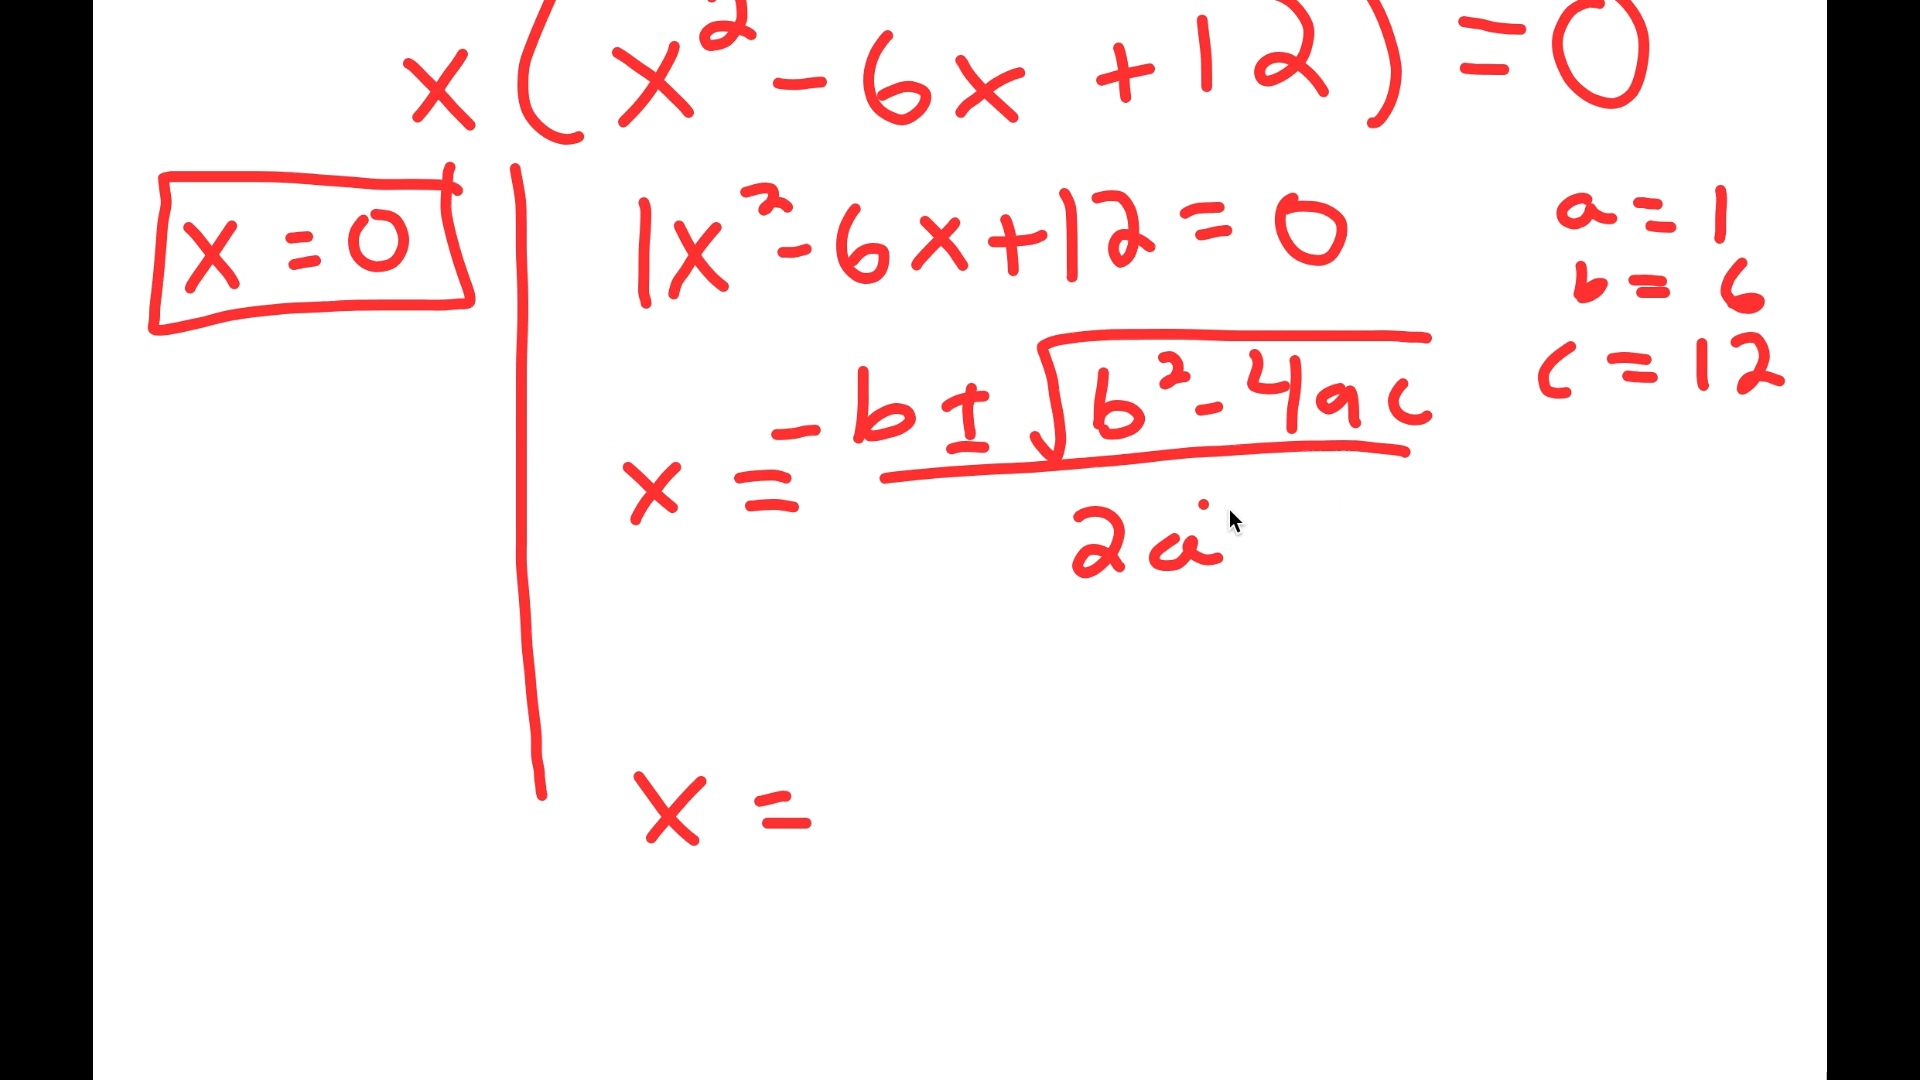 x(x² - 6x + 12) = 0
x = 0
1x² - 6x + 12 = 0
a = 1
b = 6
c = 12
x = -b ± √(b² - 4ac) / 2a
x =